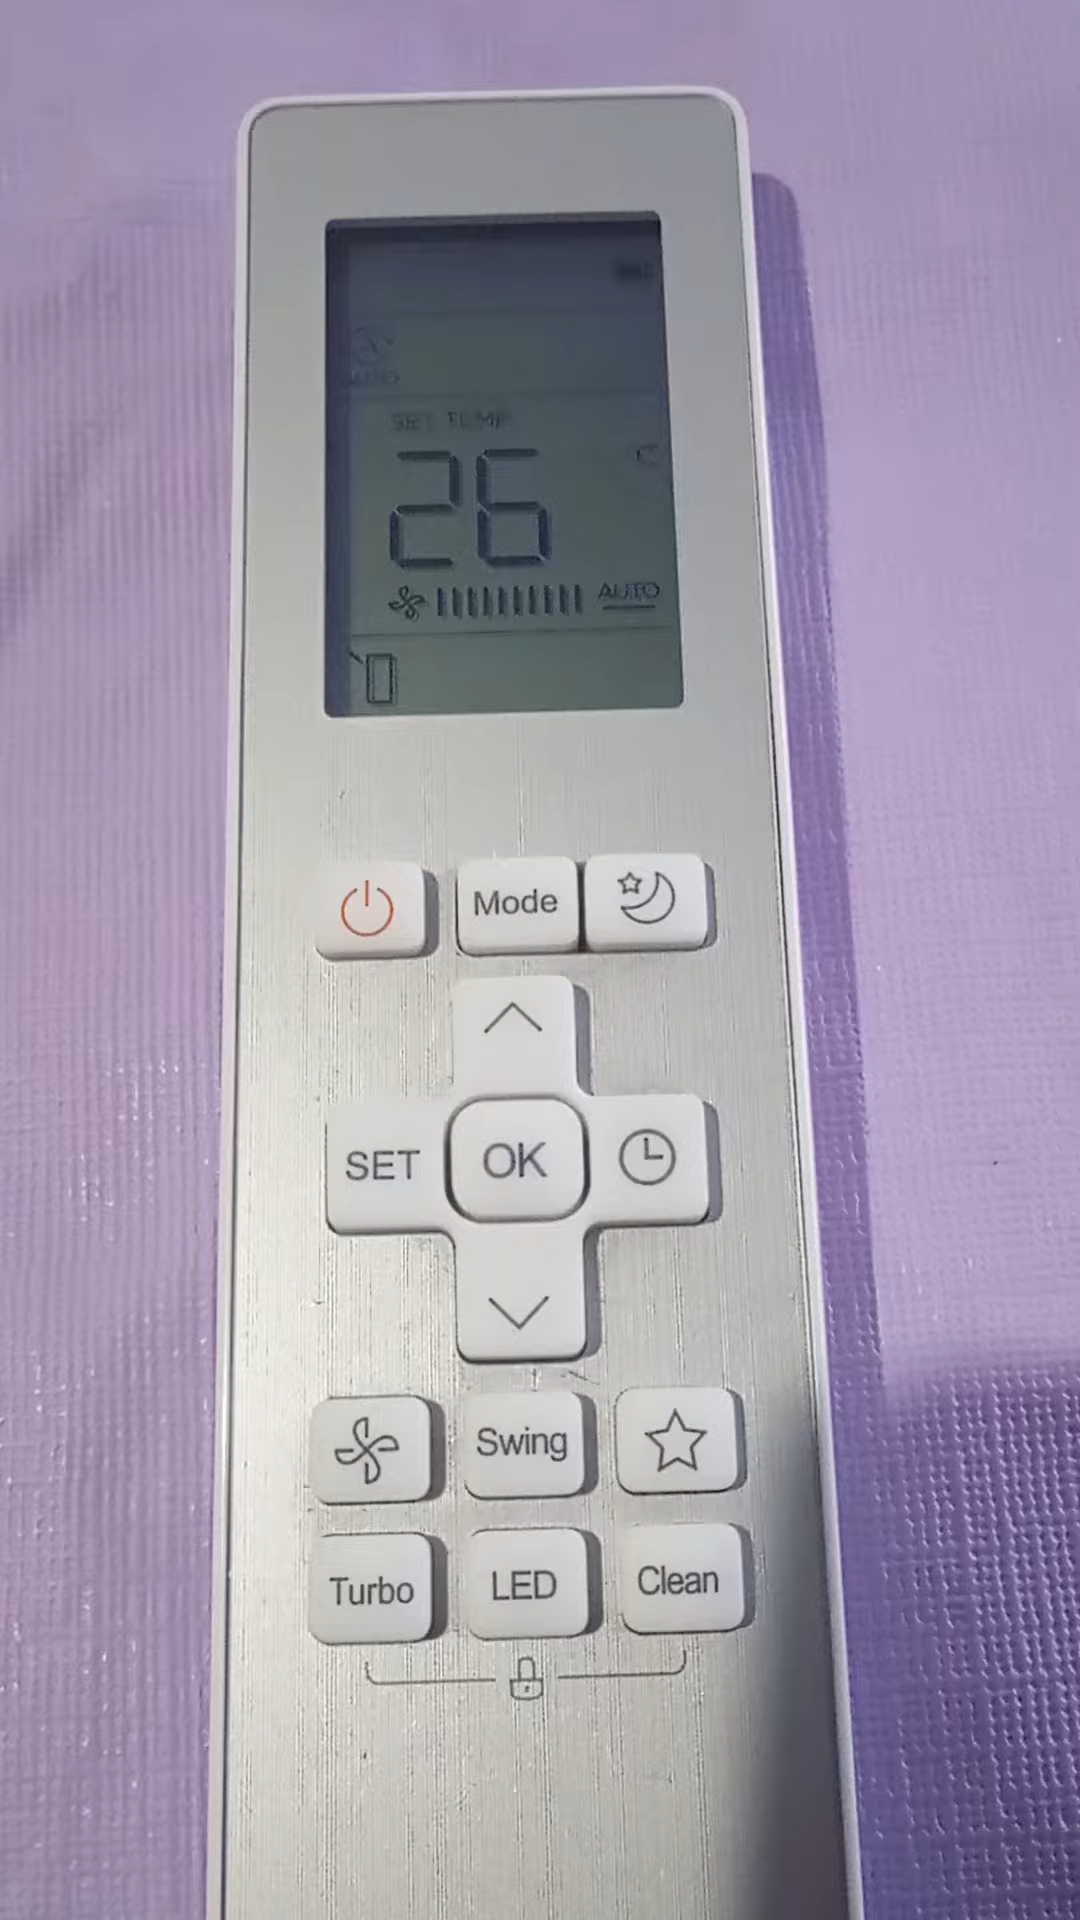 AUTO
SET TEMP.
C
26
AUTO
Mode
SET
OK
Swing
Turbo
LED
Clean